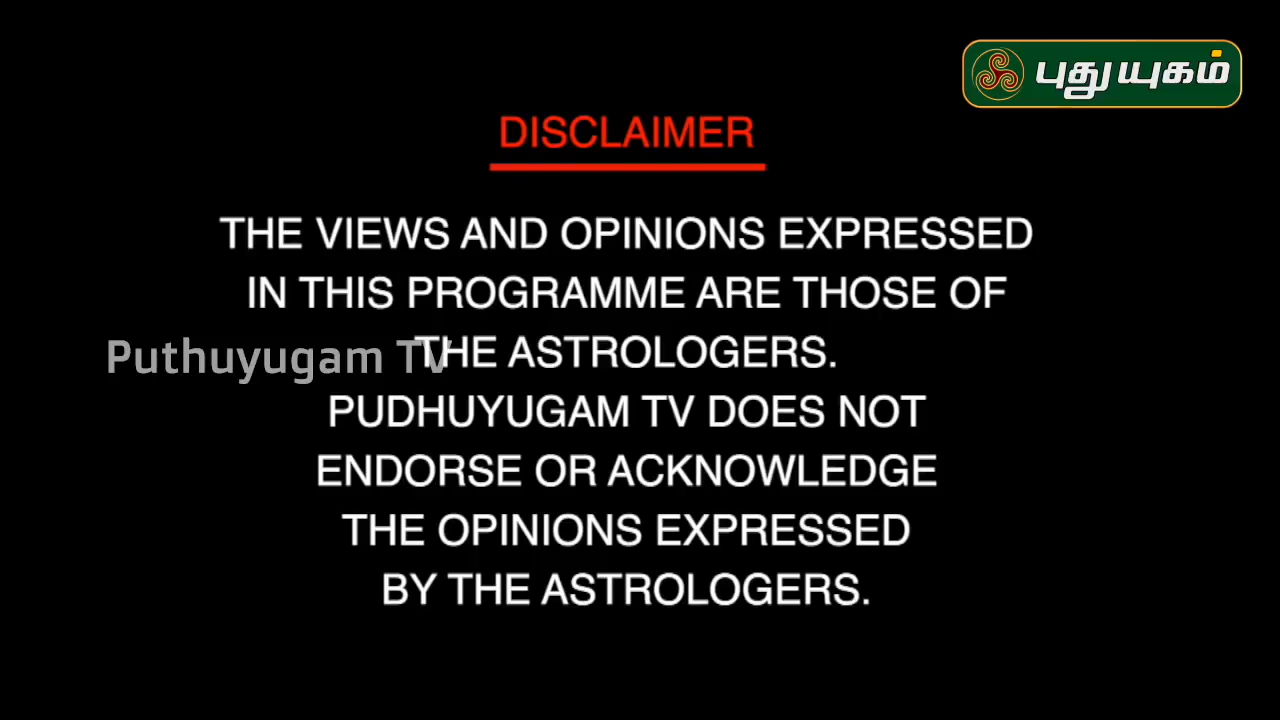 புதுயுகம்
DISCLAIMER
THE VIEWS AND OPINIONS EXPRESSED
IN THIS PROGRAMME ARE THOSE OF
THE ASTROLOGERS.
Puthuyugam TV
PUDHUYUGAM TV DOES NOT
ENDORSE OR ACKNOWLEDGE
THE OPINIONS EXPRESSED
BY THE ASTROLOGERS.